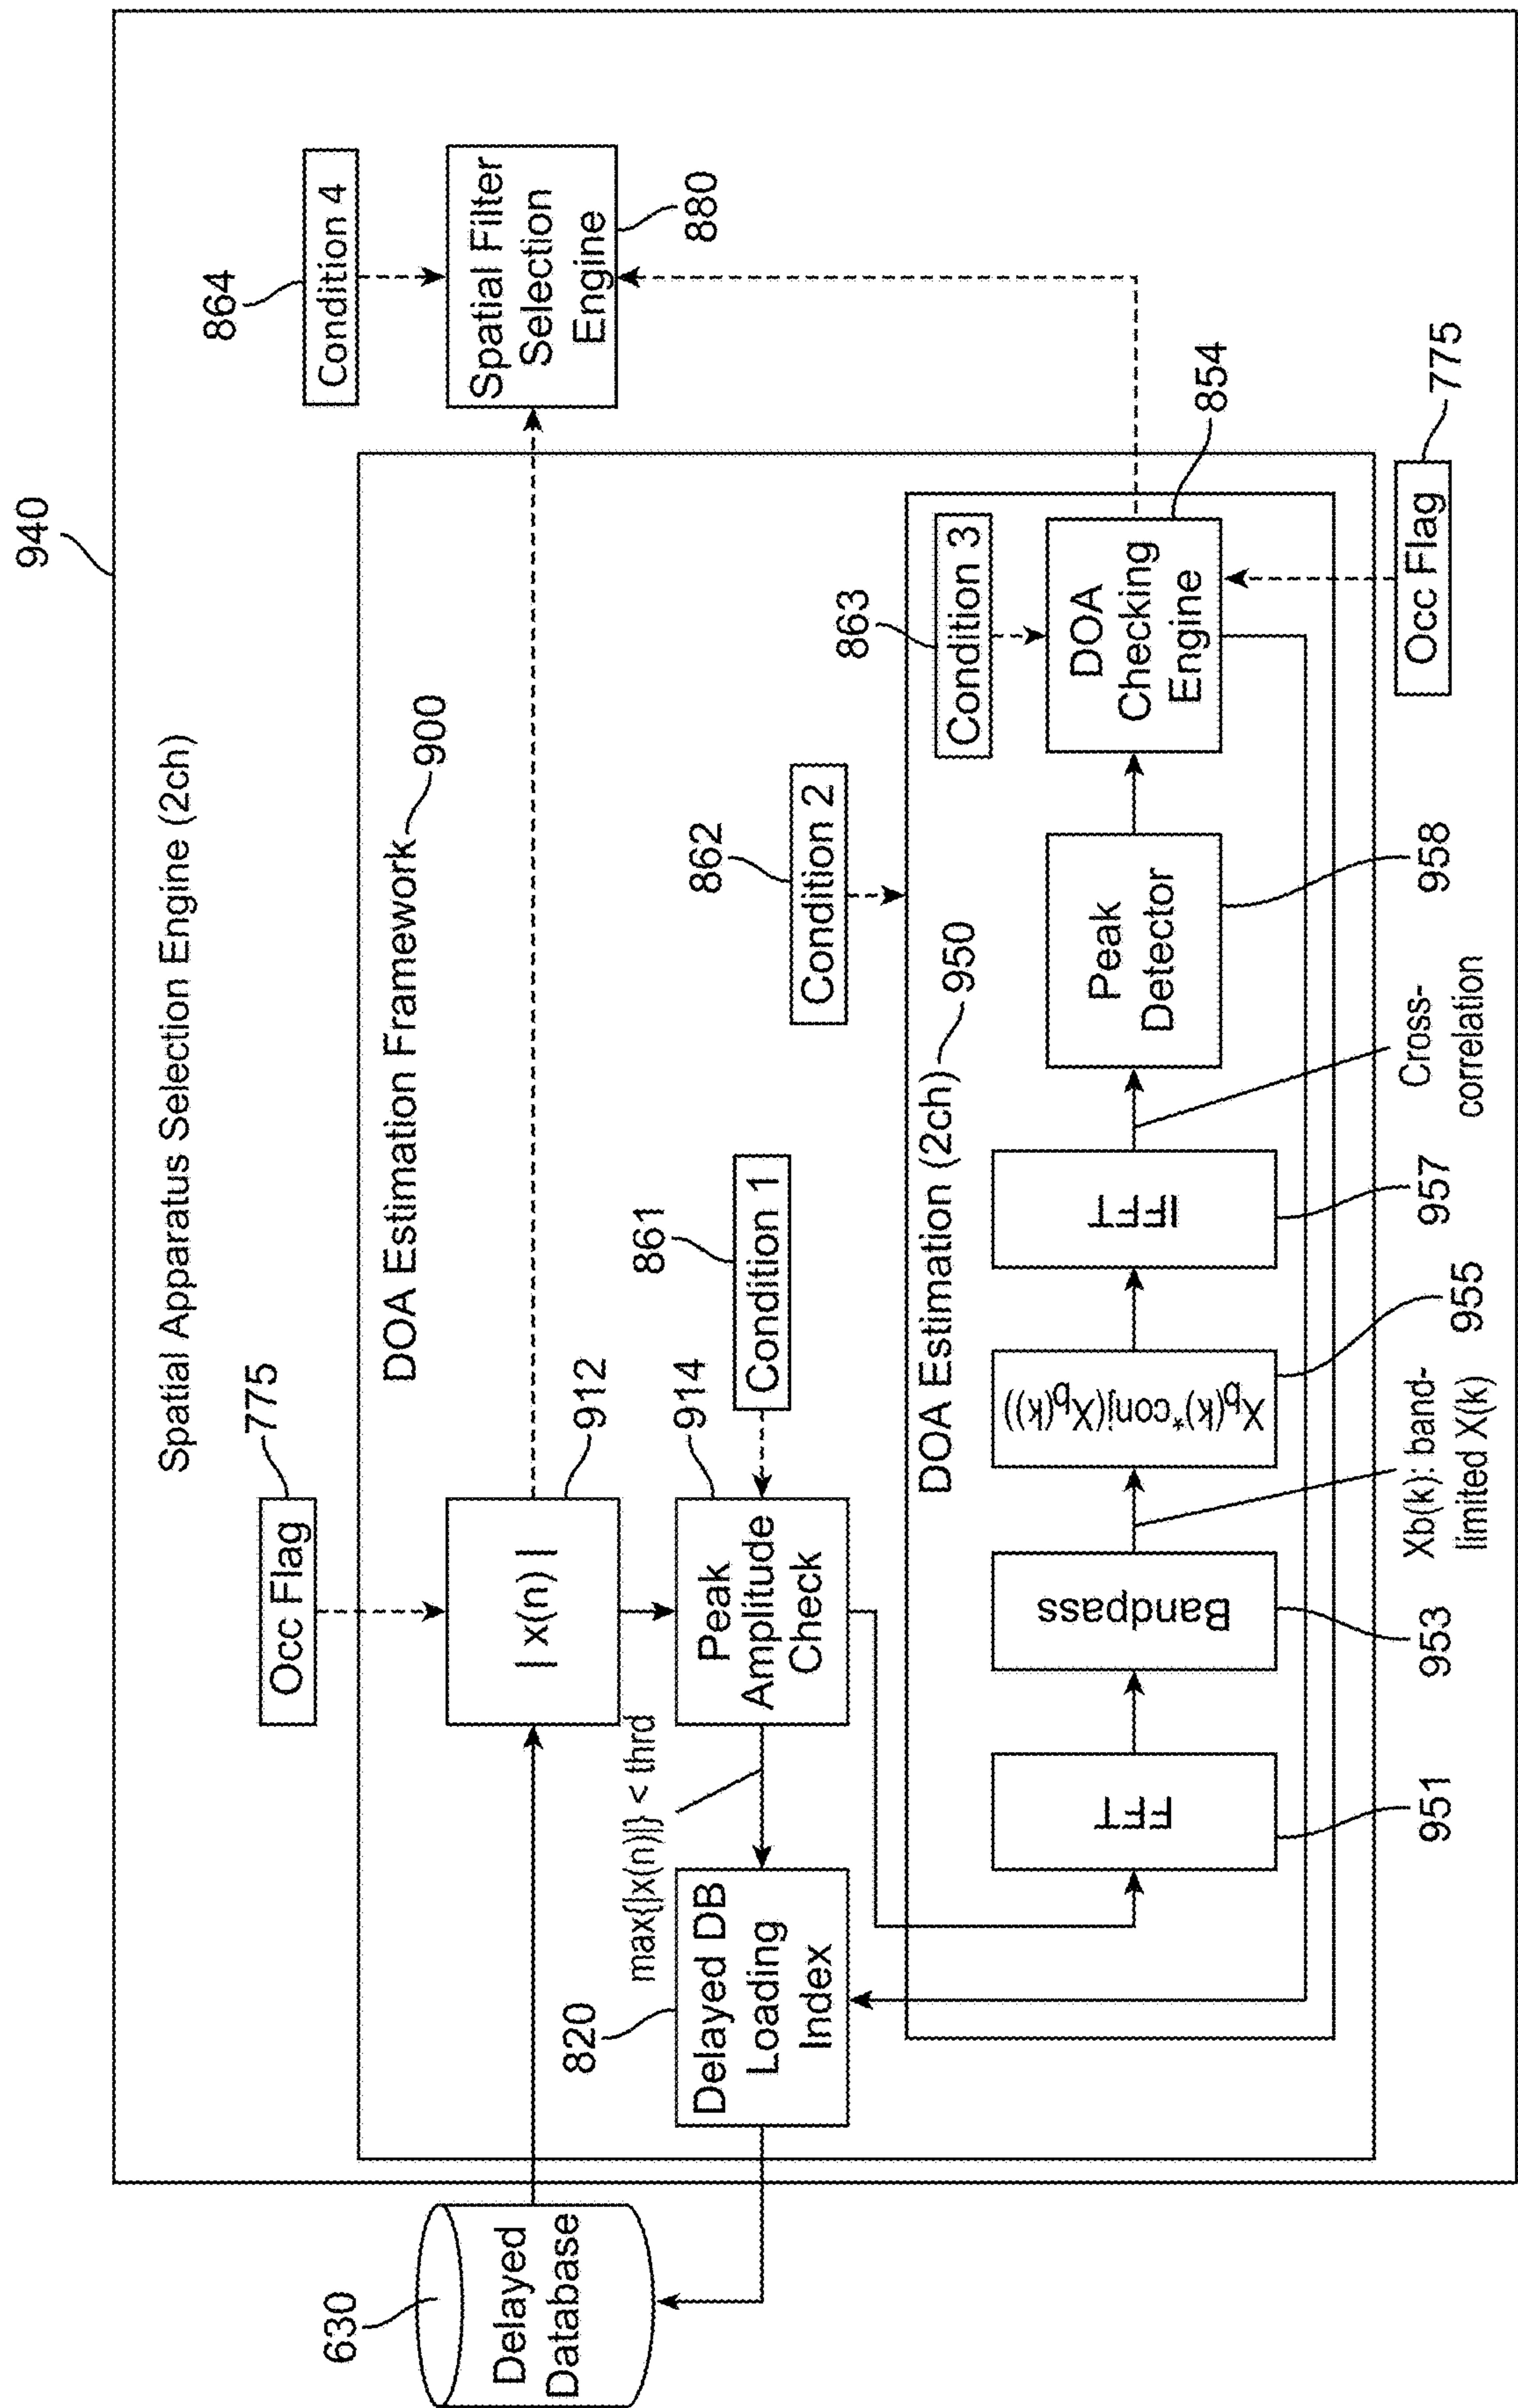 940
Spatial Apparatus Selection Engine (2ch)
864
Condition 4
Spatial Filter
Selection
Engine
880
775
Occ Flag
DOA Estimation Framework
900
630
Delayed
Database
| x(n) |
912
914
Peak
Amplitude
Check
861
Condition 1
max{|x(n)|} < thrd
820
Delayed DB
Loading
Index
862
Condition 2
DOA Estimation (2ch)
950
863
Condition 3
FFT
951
Bandpass
953
Xb(k): band-
limited X(k)
Xb(k)*conj(Xb(k))
955
IFFT
957
Cross-
correlation
Peak
Detector
958
DOA
Checking
Engine
854
Occ Flag
775